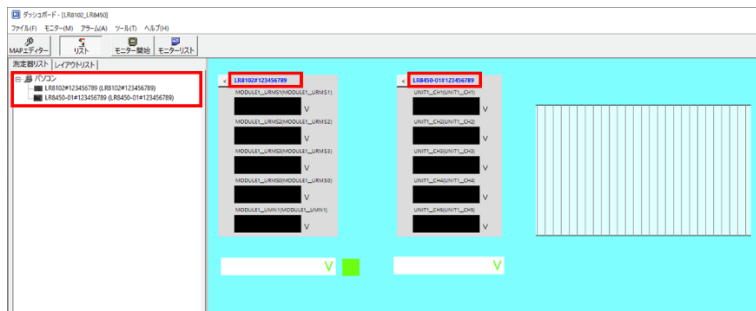 ダッシュボード - [LR8102_LR8450]
ファイル(F) モニター(M) アラーム(A) ツール(T) ヘルプ(H)
MAPエディター リスト モニター開始 モニターリスト
測定器リスト レイアウトリスト
パソコン
LR8102#123456789 (LR8102#123456789)
LR8450-01#123456789 (LR8450-01#123456789)
< LR8102#123456789
MODULE1_URMS1(MODULE1_URMS1)
V
MODULE1_URMS2(MODULE1_URMS2)
V
MODULE1_URMS3(MODULE1_URMS3)
V
MODULE1_URMS0(MODULE1_URMS0)
V
MODULE1_UMN1(MODULE1_UMN1)
V
V
< LR8450-01#123456789
UNIT1_CH1(UNIT1_CH1)
V
UNIT1_CH2(UNIT1_CH2)
V
UNIT1_CH3(UNIT1_CH3)
V
UNIT1_CH4(UNIT1_CH4)
V
UNIT1_CH5(UNIT1_CH5)
V
V